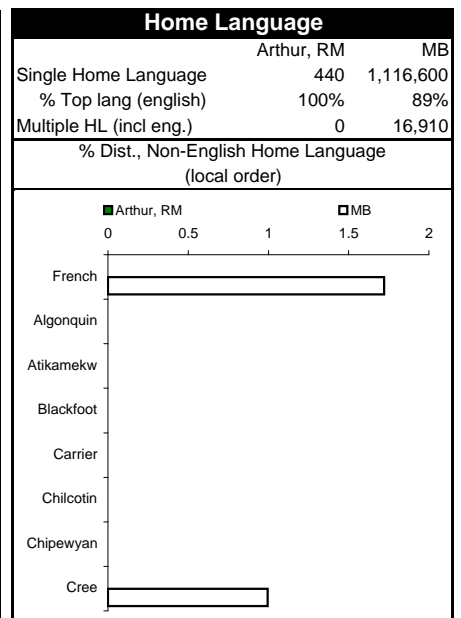 Home Language
Arthur, RM MB
Single Home Language 440 1,116,600
% Top lang (english) 100% 89%
Multiple HL (incl eng.) 0 16,910
% Dist., Non-English Home Language
(local order)
Arthur, RM MB
0 0.5 1 1.5 2
French
Algonquin
Atikamekw
Blackfoot
Carrier
Chilcotin
Chipewyan
Cree